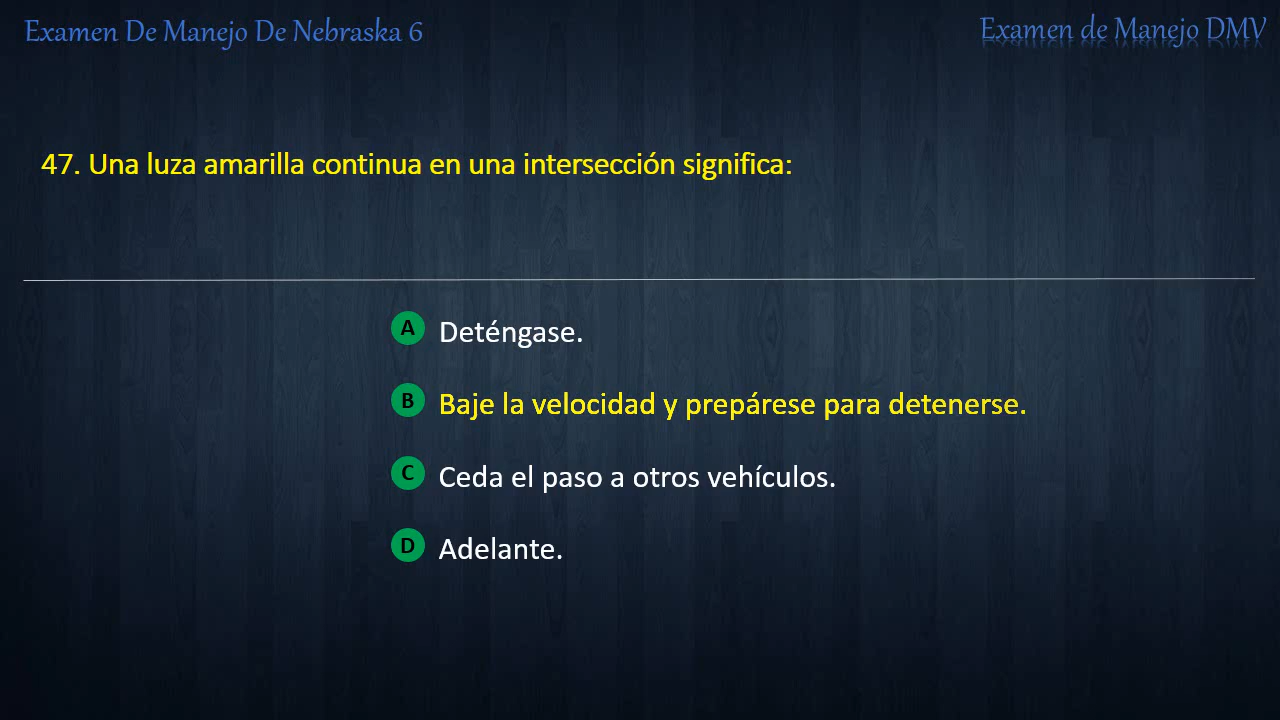 Examen De Manejo De Nebraska 6
Examen de Manejo DMV
47. Una luza amarilla continua en una intersección significa:
A Deténgase.
B Baje la velocidad y prepárese para detenerse.
C Ceda el paso a otros vehículos.
D Adelante.